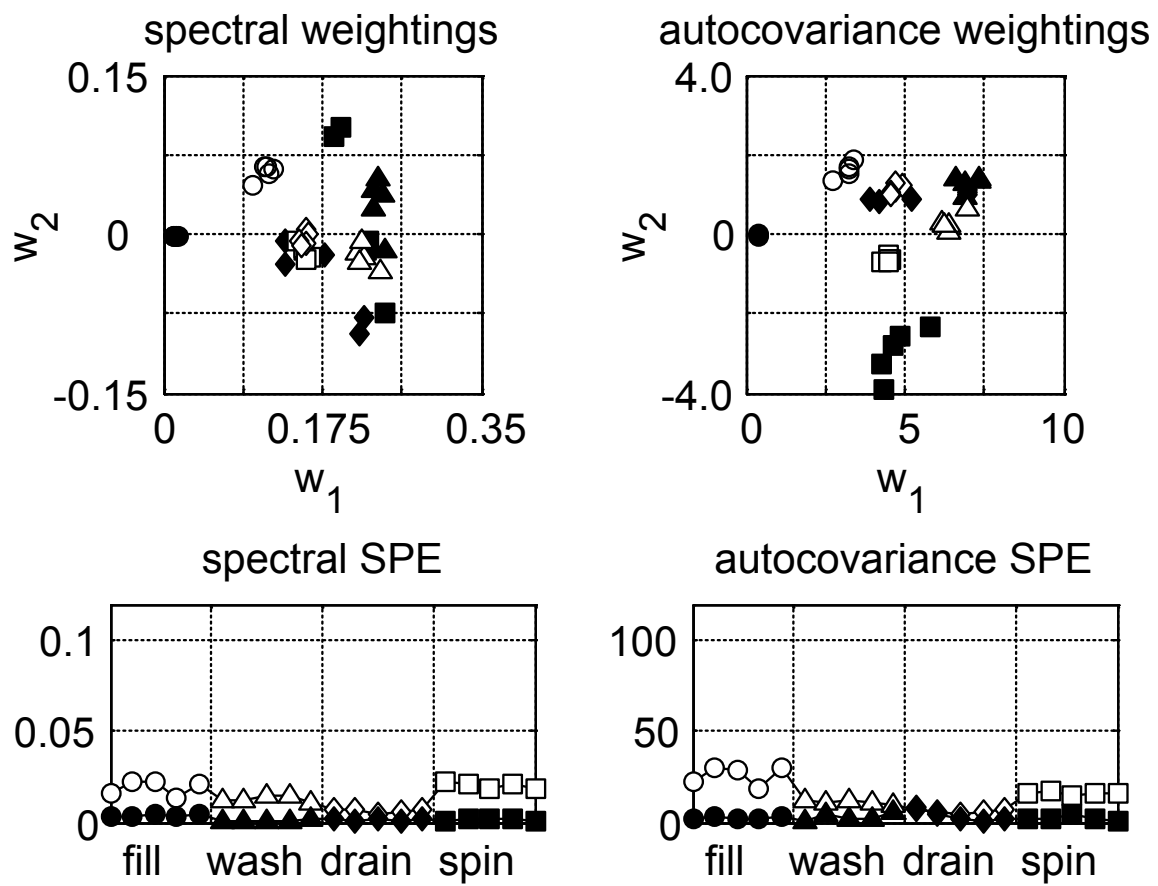 spectral weightings
autocovariance weightings
0.15
4.0
w2
0
w2
0
-0.15
-4.0
0 0.175 0.35
0 5 10
w1
w1
spectral SPE
autocovariance SPE
0.1
100
0.05
50
0
0
fill wash drain spin
fill wash drain spin